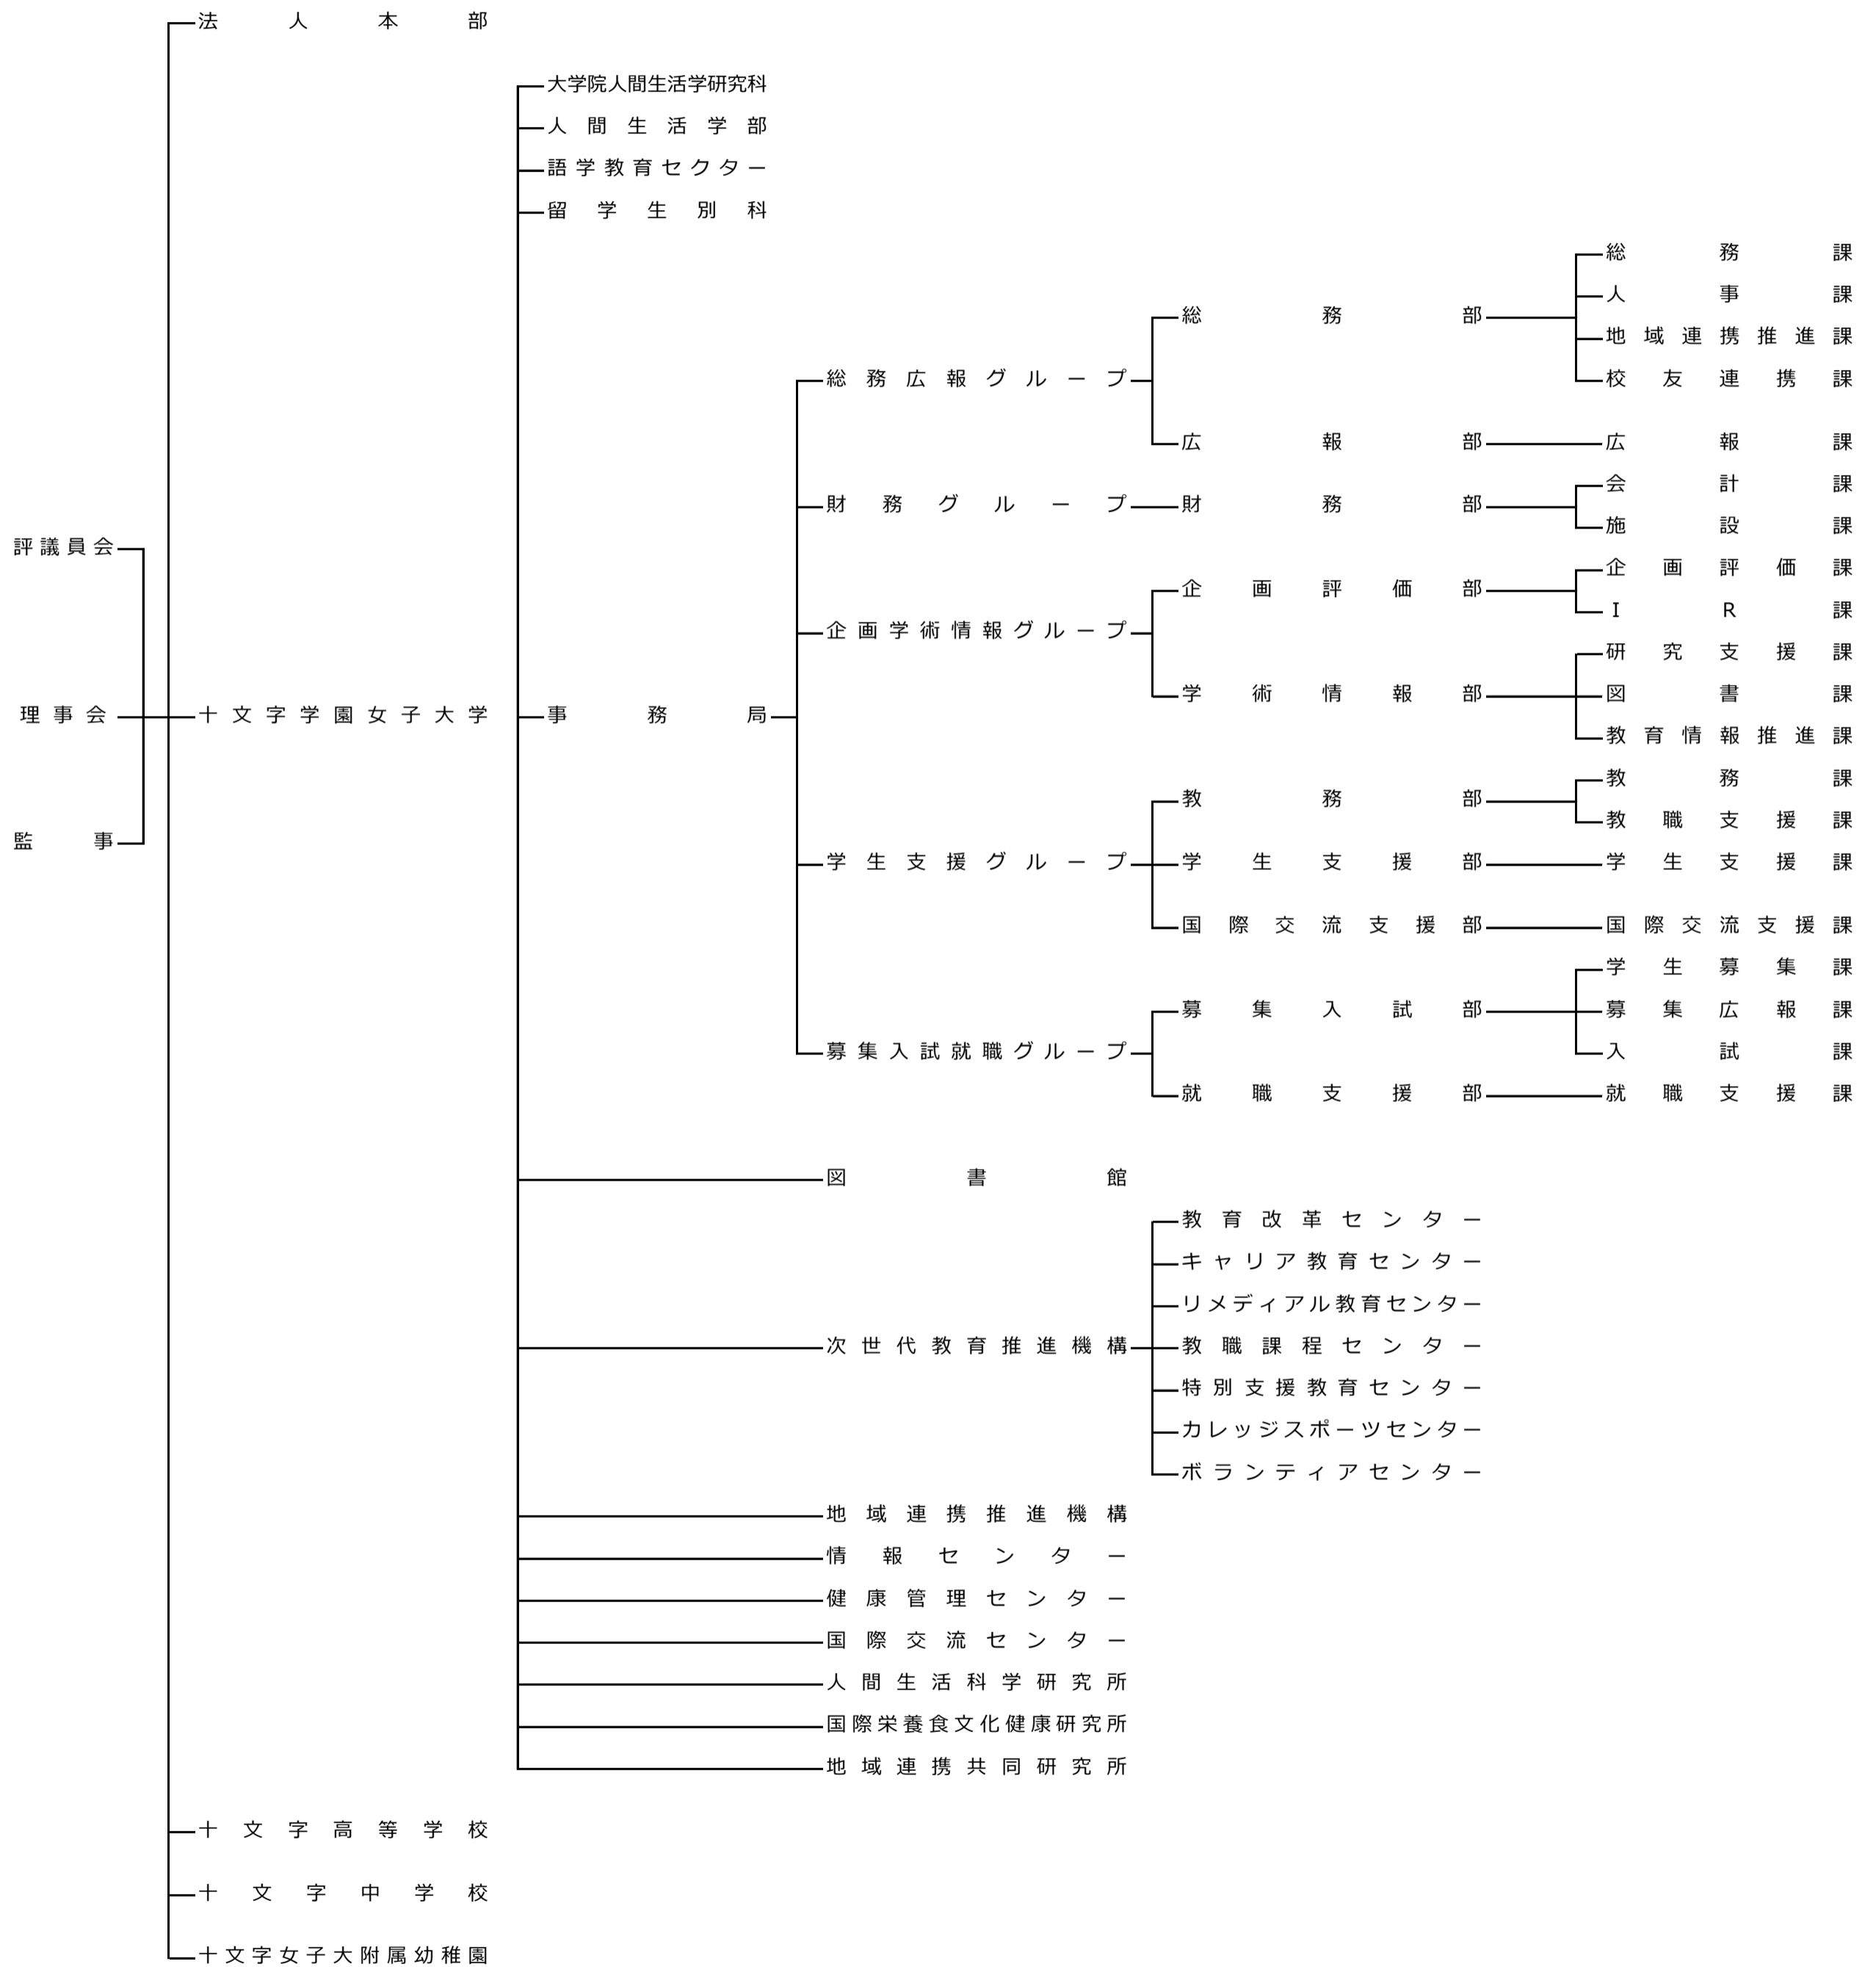 法人本部
大学院人間生活学研究科
人間生活学部
語学教育セクター
留学生別科
総務課
人事課
総務部
地域連携推進課
総務広報グループ
校友連携課
広報部
広報課
会計課
財務グループ
財務部
施設課
評議員会
企画評価課
企画評価部
IR課
企画学術情報グループ
研究支援課
学術情報部
図書課
理事会
十文字学園女子大学
事務局
教育情報推進課
教務課
教務部
教職支援課
監事
学生支援グループ
学生支援部
学生支援課
国際交流支援部
国際交流支援課
学生募集課
募集入試部
募集広報課
募集入試就職グループ
入試課
就職支援部
就職支援課
図書館
教育改革センター
キャリア教育センター
リメディアル教育センター
次世代教育推進機構
教職課程センター
特別支援教育センター
カレッジスポーツセンター
ボランティアセンター
地域連携推進機構
情報センター
健康管理センター
国際交流センター
人間生活科学研究所
国際栄養食文化健康研究所
地域連携共同研究所
十文字高等学校
十文字中学校
十文字女子大附属幼稚園